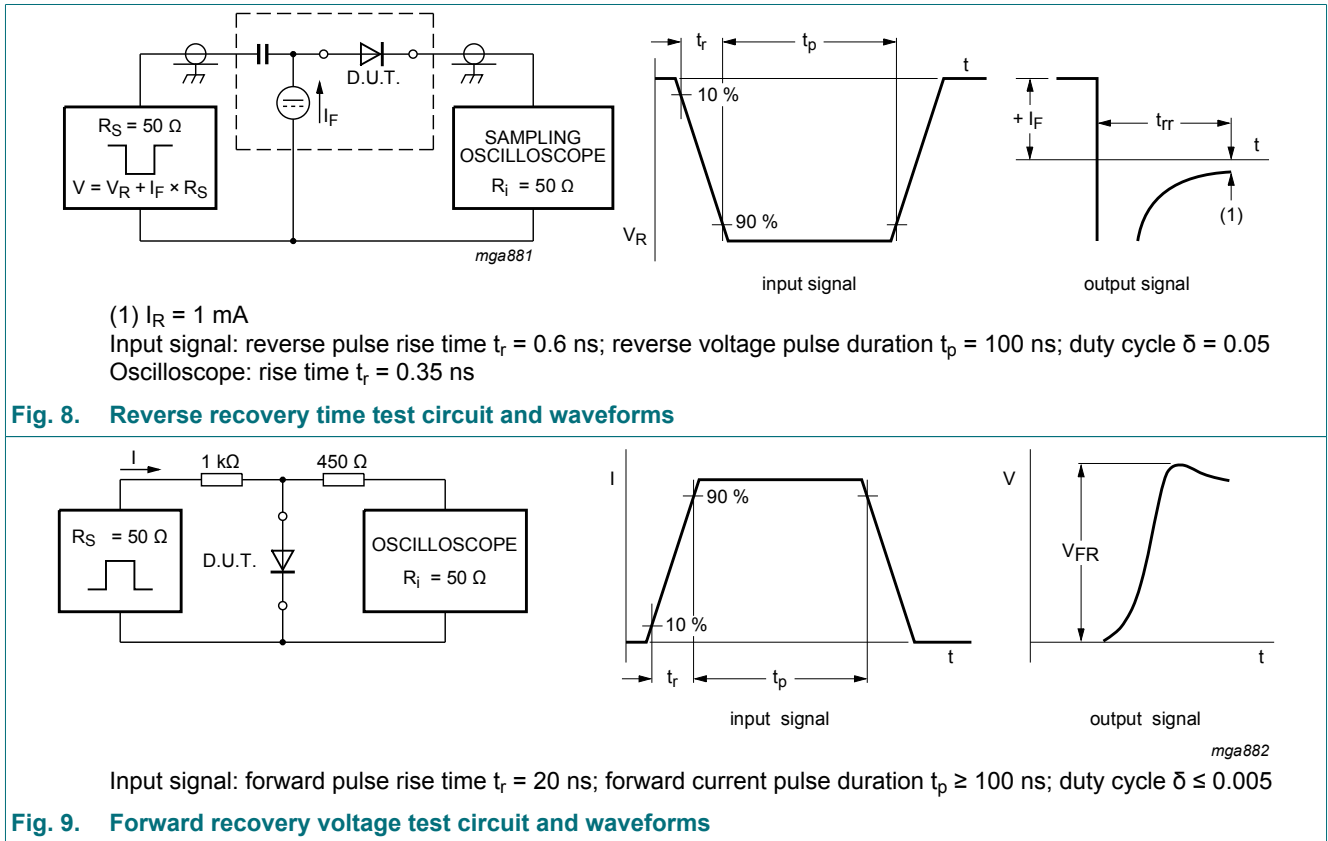 D.U.T.
I_F
R_S = 50 Ω
V = V_R + I_F × R_S
SAMPLING
OSCILLOSCOPE
R_i = 50 Ω
mga881
t_r
t_p
t
10 %
90 %
V_R
input signal
+ I_F
t_rr
t
(1)
output signal
(1) I_R = 1 mA
Input signal: reverse pulse rise time t_r = 0.6 ns; reverse voltage pulse duration t_p = 100 ns; duty cycle δ = 0.05
Oscilloscope: rise time t_r = 0.35 ns
Fig. 8. Reverse recovery time test circuit and waveforms
I
1 kΩ
450 Ω
R_S = 50 Ω
D.U.T.
OSCILLOSCOPE
R_i = 50 Ω
I
90 %
10 %
t
t_r
t_p
input signal
V
V_FR
t
output signal
mga882
Input signal: forward pulse rise time t_r = 20 ns; forward current pulse duration t_p ≥ 100 ns; duty cycle δ ≤ 0.005
Fig. 9. Forward recovery voltage test circuit and waveforms